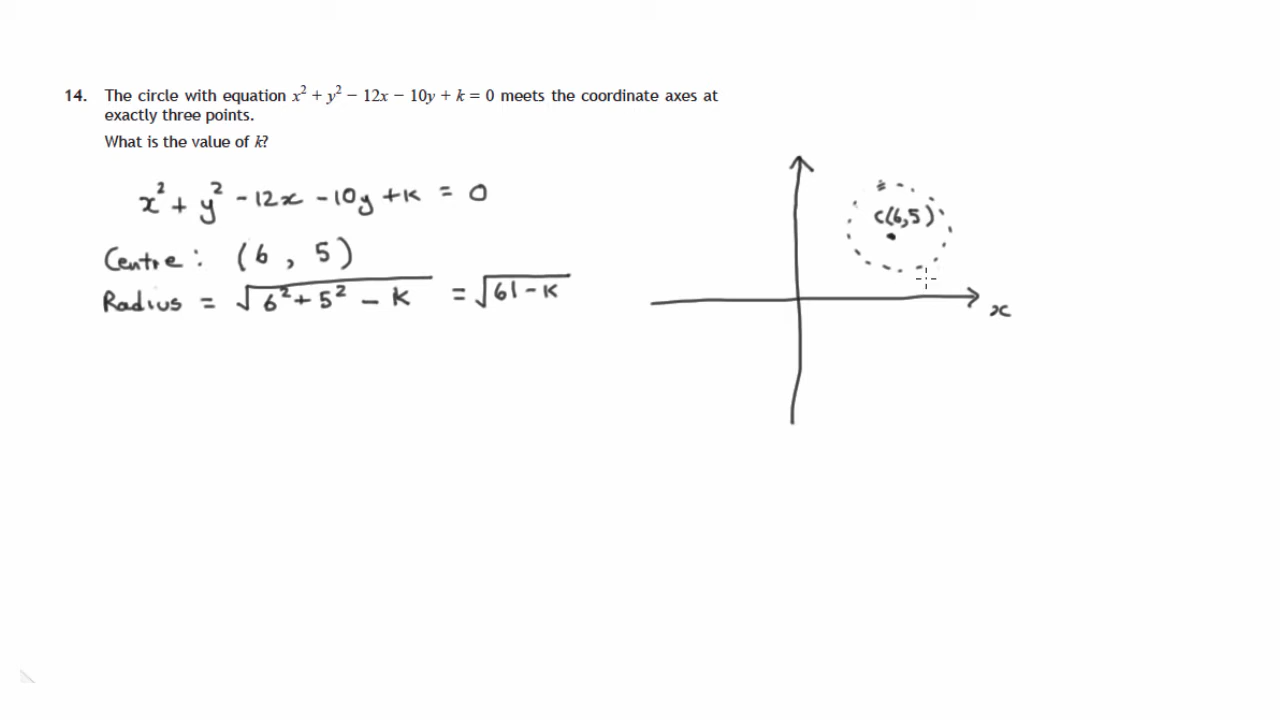 14. The circle with equation x² + y² − 12x − 10y + k = 0 meets the coordinate axes at
exactly three points.
What is the value of k?
x² + y² - 12x - 10y + k = 0
Centre : (6 , 5)
Radius = √(6² + 5² - k) = √(61 - k)
C(6,5)
x